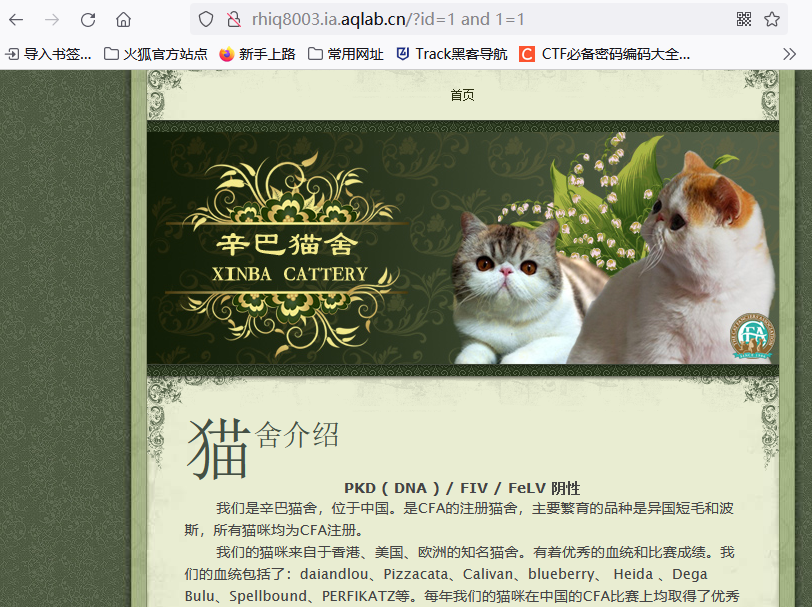 rhiq8003.ia.aqlab.cn/?id=1 and 1=1
导入书签... 火狐官方站点 新手上路 常用网址 Track黑客导航 CTF必备密码编码大全...
首页
辛巴猫舍
XINBA CATTERY
猫舍介绍
PKD ( DNA ) / FIV / FeLV 阴性
我们是辛巴猫舍，位于中国。是CFA的注册猫舍，主要繁育的品种是异国短毛和波
斯，所有猫咪均为CFA注册。
我们的猫咪来自于香港、美国、欧洲的知名猫舍。有着优秀的血统和比赛成绩。我
们的血统包括了：daiandlou、Pizzacata、Calivan、blueberry、 Heida 、Dega
Bulu、Spellbound、PERFIKATZ等。每年我们的猫咪在中国的CFA比赛上均取得了优秀